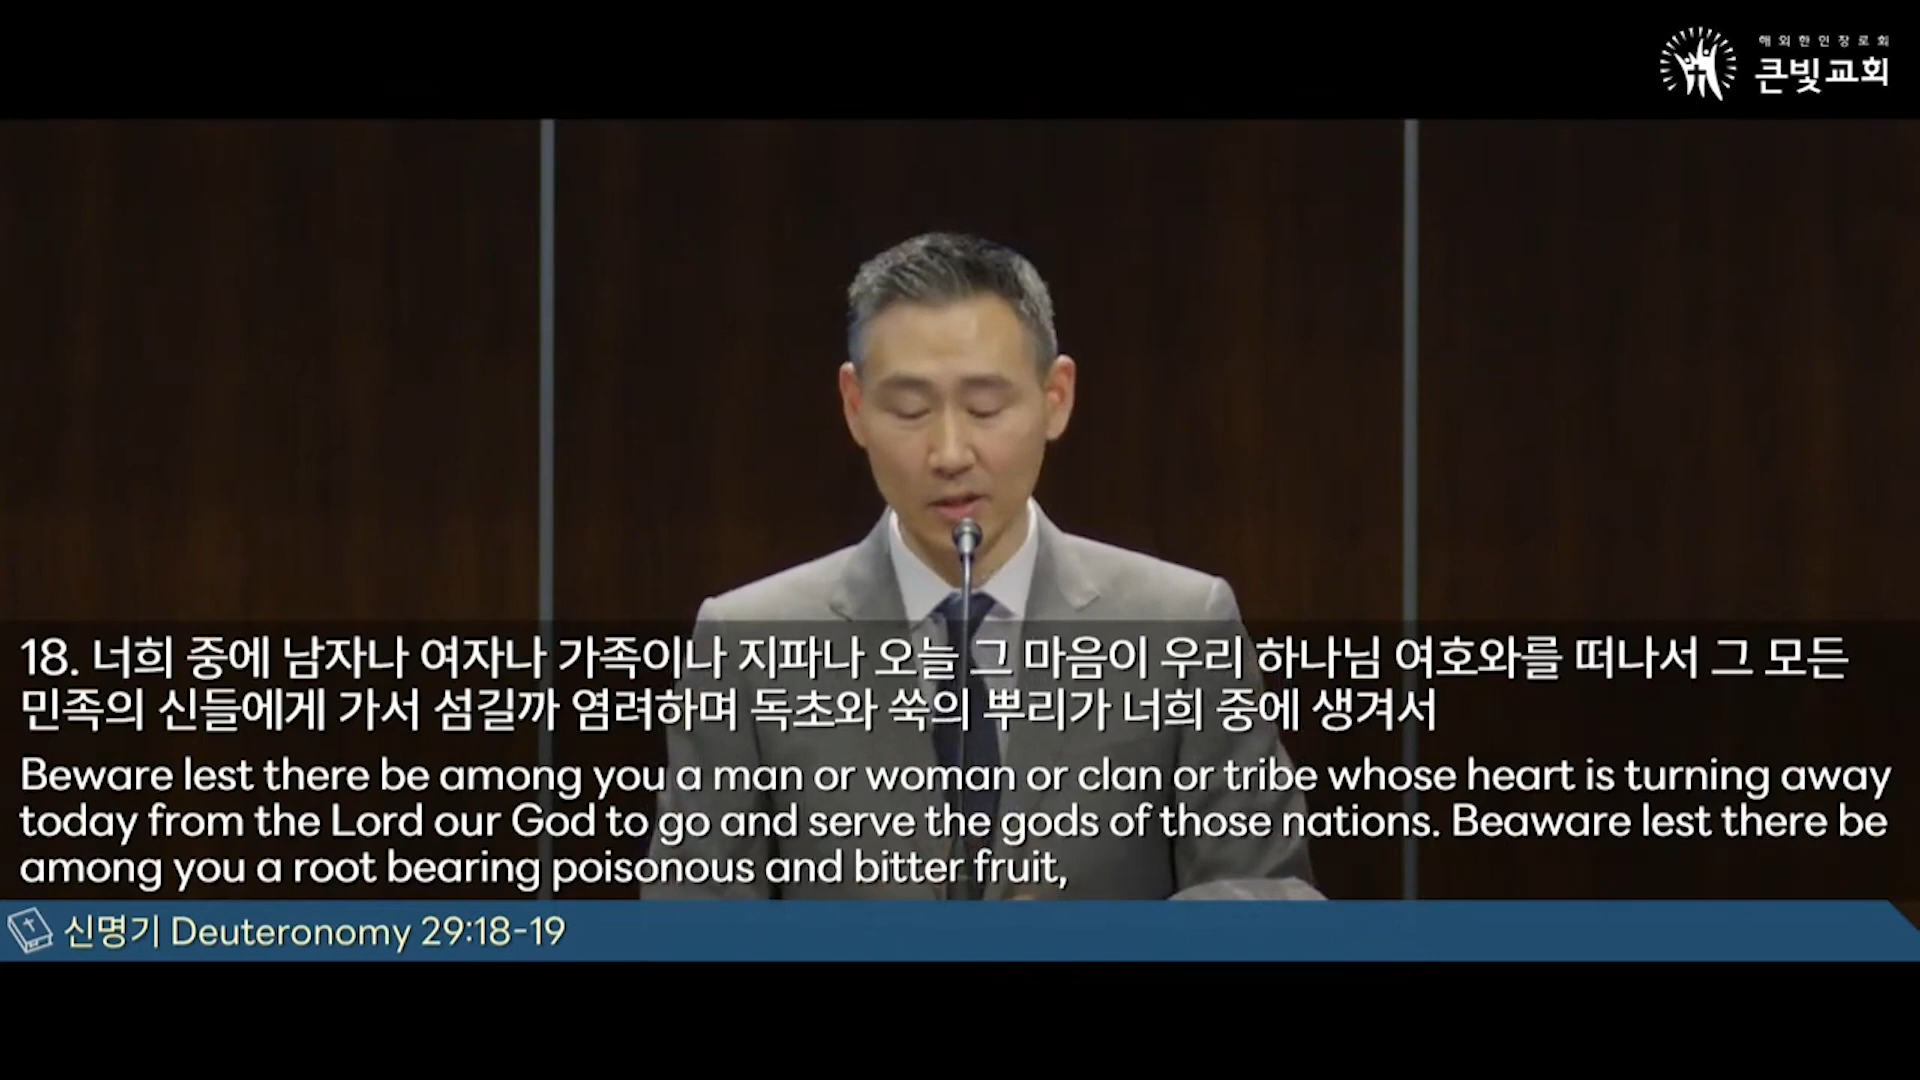 해외한인장로회
큰빛교회
18. 너희 중에 남자나 여자나 가족이나 지파나 오늘 그 마음이 우리 하나님 여호와를 떠나서 그 모든
민족의 신들에게 가서 섬길까 염려하며 독초와 쑥의 뿌리가 너희 중에 생겨서
Beware lest there be among you a man or woman or clan or tribe whose heart is turning away
today from the Lord our God to go and serve the gods of those nations. Beaware lest there be
among you a root bearing poisonous and bitter fruit,
신명기 Deuteronomy 29:18-19